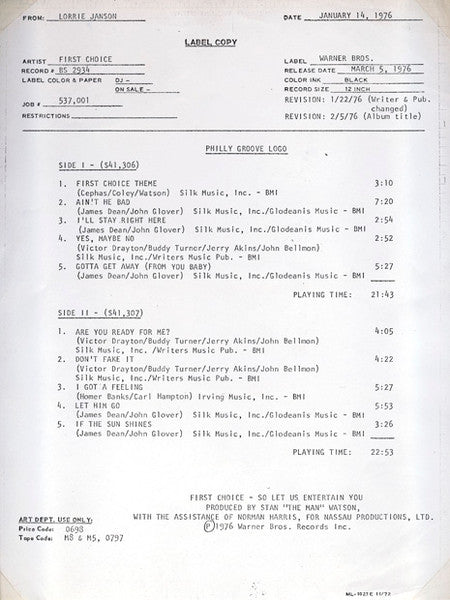 FROM: LORRIE JANSON DATE JANUARY 14, 1976
LABEL COPY
ARTIST FIRST CHOICE LABEL WARNER BROS.
RECORD # BS 2934 RELEASE DATE MARCH 5, 1976
LABEL COLOR & PAPER DJ - COLOR INK BLACK
ON SALE - RECORD SIZE 12 INCH
JOB # 537,001 REVISION: 1/22/76 (Writer & Pub. changed)
RESTRICTIONS REVISION: 2/5/76 (Album title)
PHILLY GROOVE LOGO
SIDE I - (S41,306)
1. FIRST CHOICE THEME 3:10
(Cephas/Coley/Watson) Silk Music, Inc. - BMI
2. AIN'T HE BAD 7:20
(James Dean/John Glover) Silk Music, Inc./Glodeanis Music - BMI
3. I'LL STAY RIGHT HERE 2:54
(James Dean/John Glover) Silk Music, Inc./Glodeanis Music - BMI
4. YES, MAYBE NO 2:52
(Victor Drayton/Buddy Turner/Jerry Akins/John Bellmon)
Silk Music, Inc./Writers Music Pub. - BMI
5. GOTTA GET AWAY (FROM YOU BABY) 5:27
(James Dean/John Glover) Silk Music, Inc./Glodeanis Music - BMI
PLAYING TIME: 21:43
SIDE II - (S41,307)
1. ARE YOU READY FOR ME? 4:05
(Victor Drayton/Buddy Turner/Jerry Akins/John Bellmon)
Silk Music, Inc. /Writers Music Pub. - BMI
2. DON'T FAKE IT 4:22
(Victor Drayton/Buddy Turner/Jerry Akins/John Bellmon)
Silk Music, Inc./Writers Music Pub. - BMI
3. I GOT A FEELING 5:27
(Homer Banks/Carl Hampton) Irving Music, Inc. - BMI
4. LET HIM GO 5:53
(James Dean/John Glover) Silk Music, Inc./Glodeanis Music - BMI
5. IF THE SUN SHINES 3:26
(James Dean/John Glover) Silk Music, Inc./Glodeanis Music - BMI
PLAYING TIME: 22:53
FIRST CHOICE - SO LET US ENTERTAIN YOU
PRODUCED BY STAN "THE MAN" WATSON,
WITH THE ASSISTANCE OF NORMAN HARRIS, FOR NASSAU PRODUCTIONS, LTD.
℗1976 Warner Bros. Records Inc.
ART DEPT. USE ONLY:
Price Code: 0698
Tape Code: M8 & M5, 0797